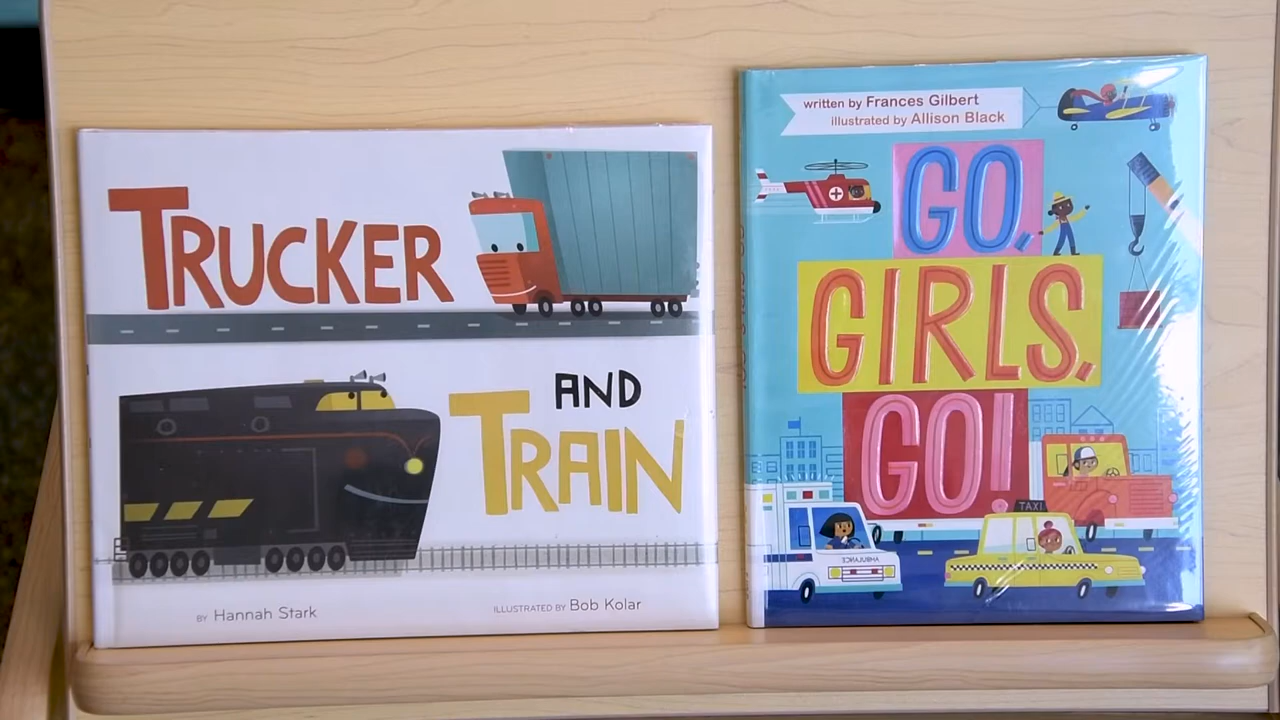 TRUCKER
AND
TRAIN
BY Hannah Stark
ILLUSTRATED BY Bob Kolar
written by Frances Gilbert
illustrated by Allison Black
GO,
GIRLS,
GO!
TAXI
AMBULANCE